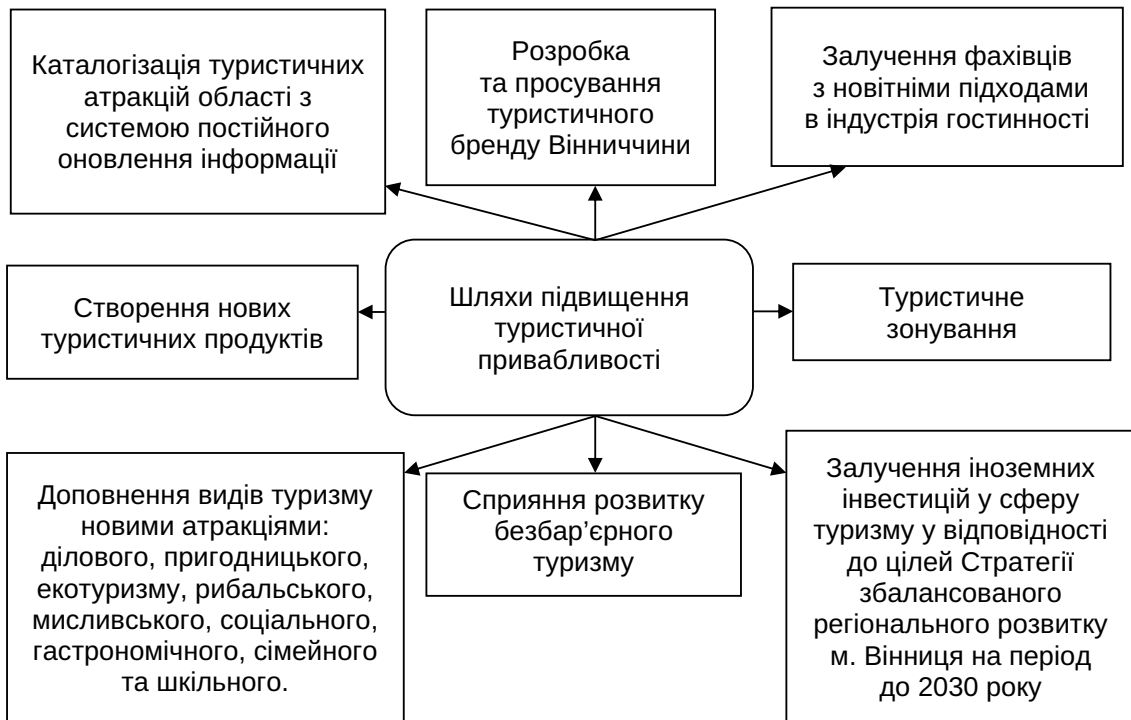 Каталогізація туристичних
атракцій області з
системою постійного
оновлення інформації
Розробка
та просування
туристичного
бренду Вінниччини
Залучення фахівців
з новітніми підходами
в індустрія гостинності
Створення нових
туристичних продуктів
Шляхи підвищення
туристичної
привабливості
Туристичне
зонування
Доповнення видів туризму
новими атракціями:
ділового, пригодницького,
екотуризму, рибальського,
мисливського, соціального,
гастрономічного, сімейного
та шкільного.
Сприяння розвитку
безбар’єрного
туризму
Залучення іноземних
інвестицій у сферу
туризму у відповідності
до цілей Стратегії
збалансованого
регіонального розвитку
м. Вінниця на період
до 2030 року